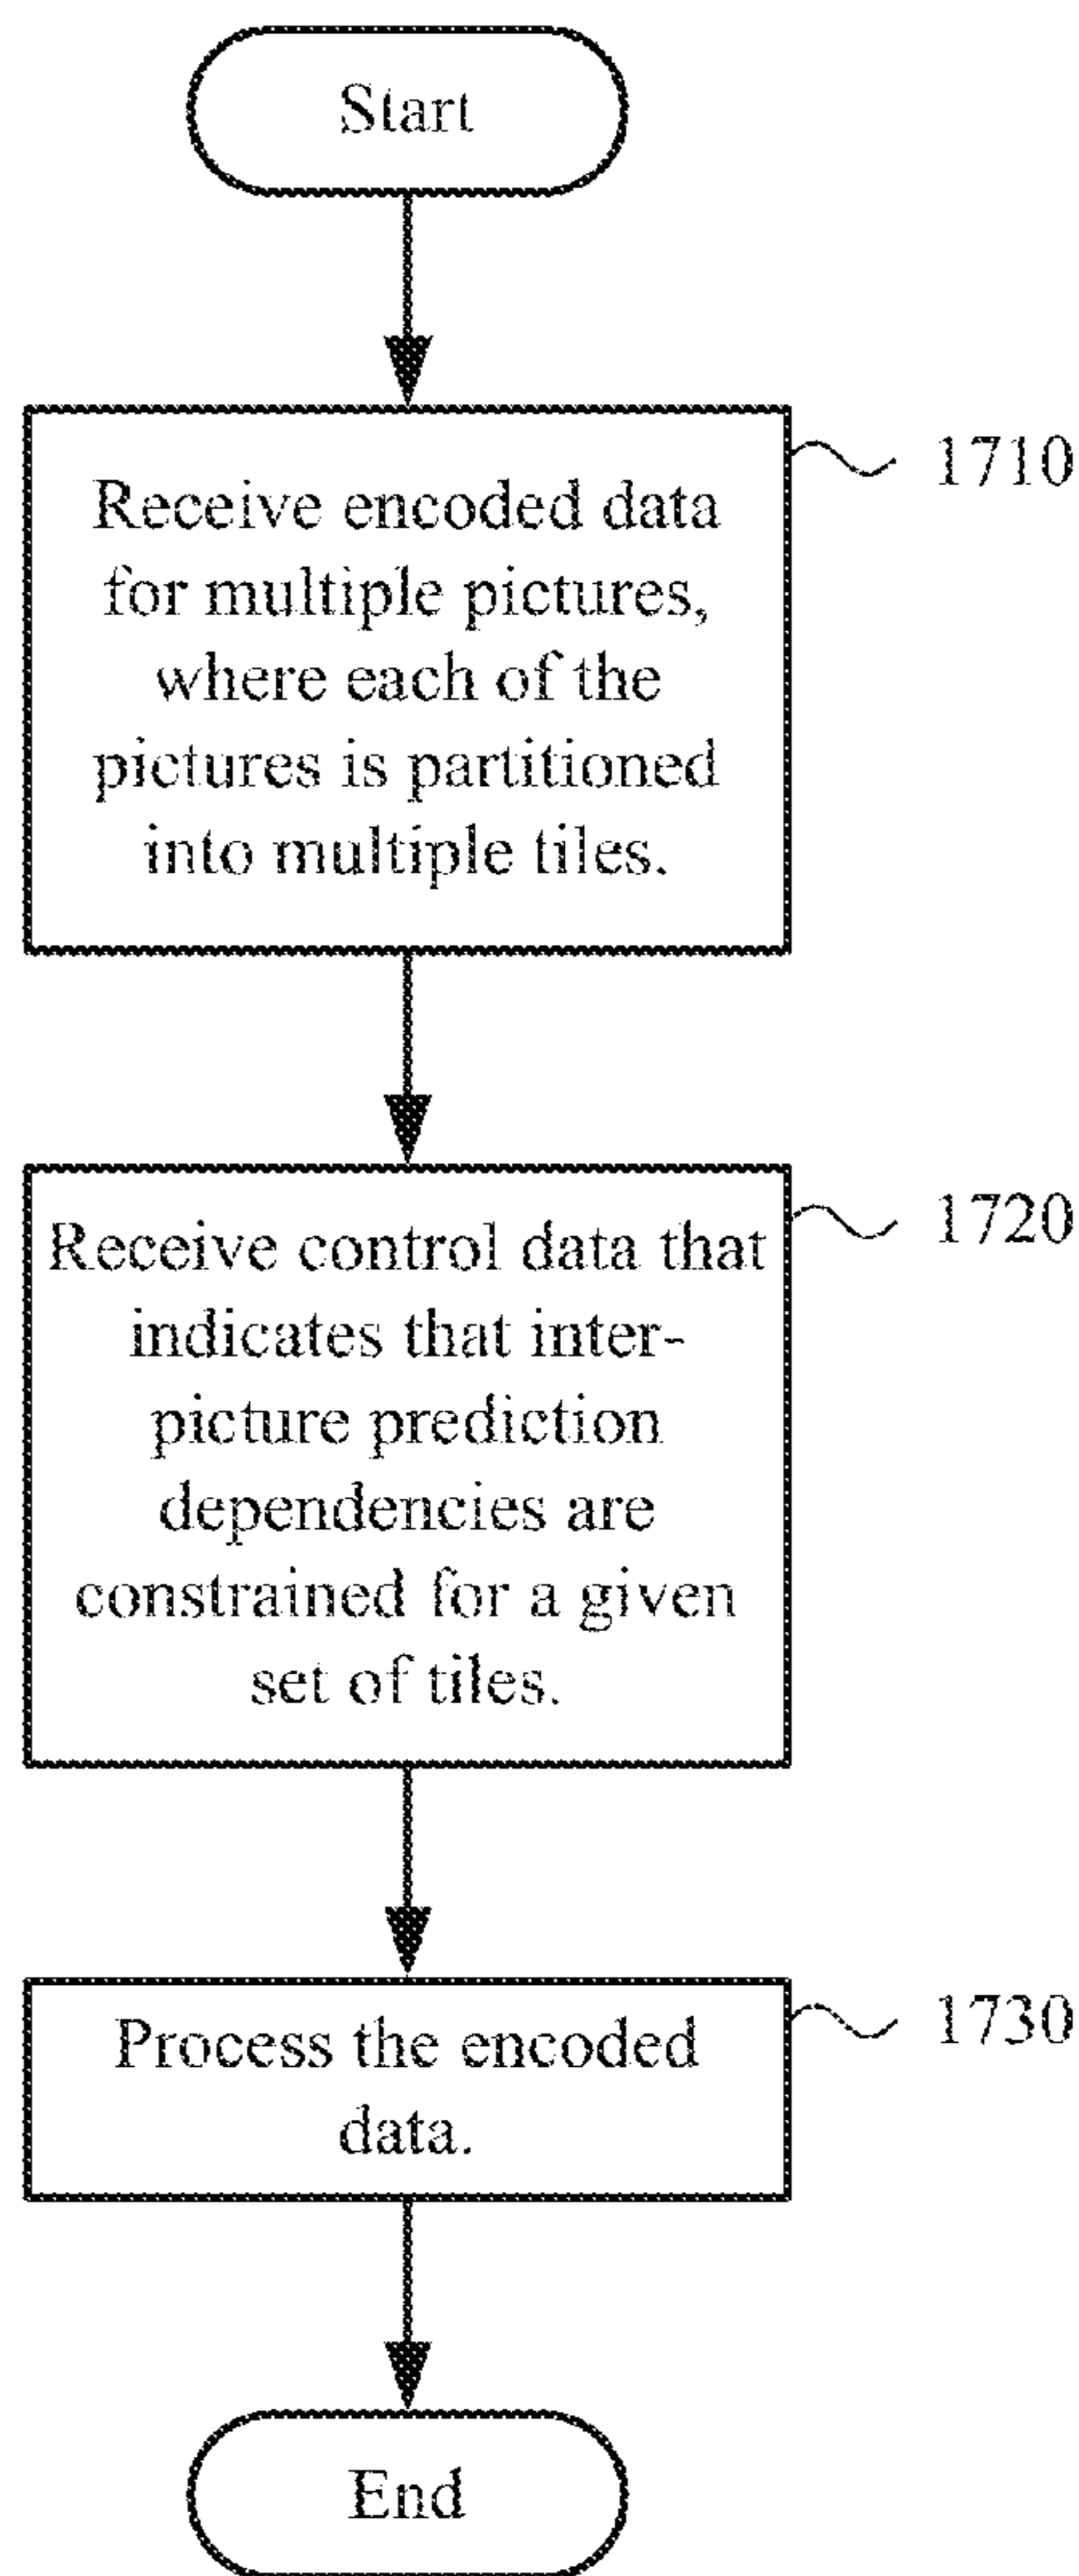 Start
Receive encoded data
1710
for multiple pictures,
where each of the
pictures is partitioned
into multiple tiles.
Receive control data that
1720
indicates that inter-
picture prediction
dependencies are
constrained for a given
set of tiles.
Process the encoded
1730
data.
End